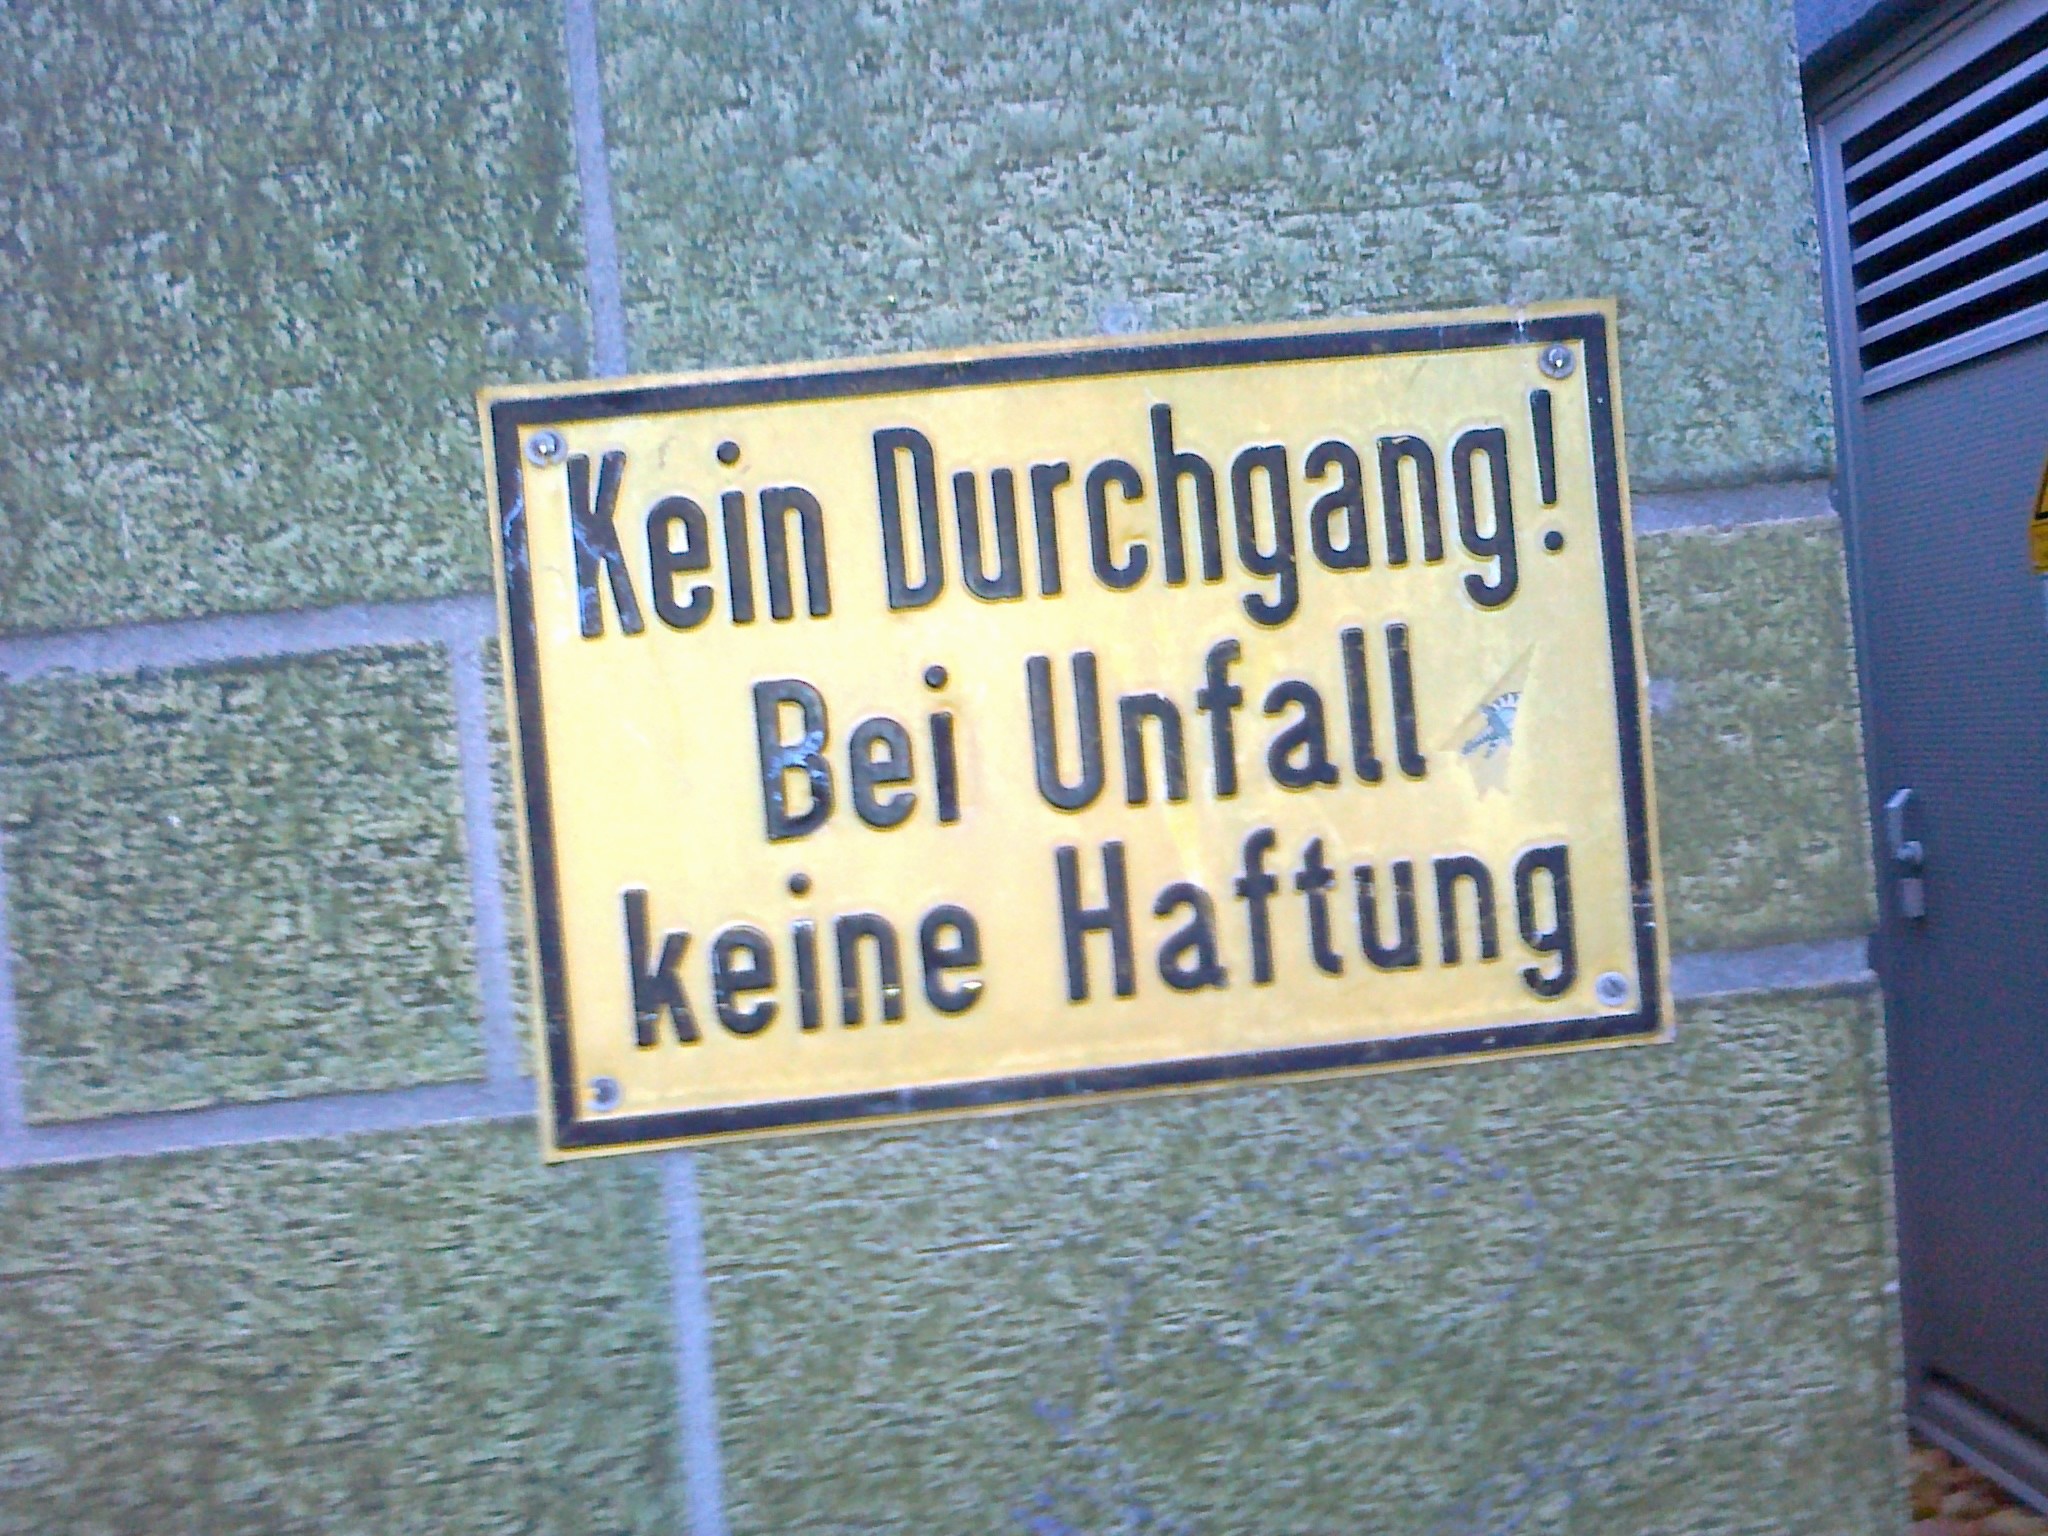 Kein Durchgang!
Bei Unfall
keine Haftung